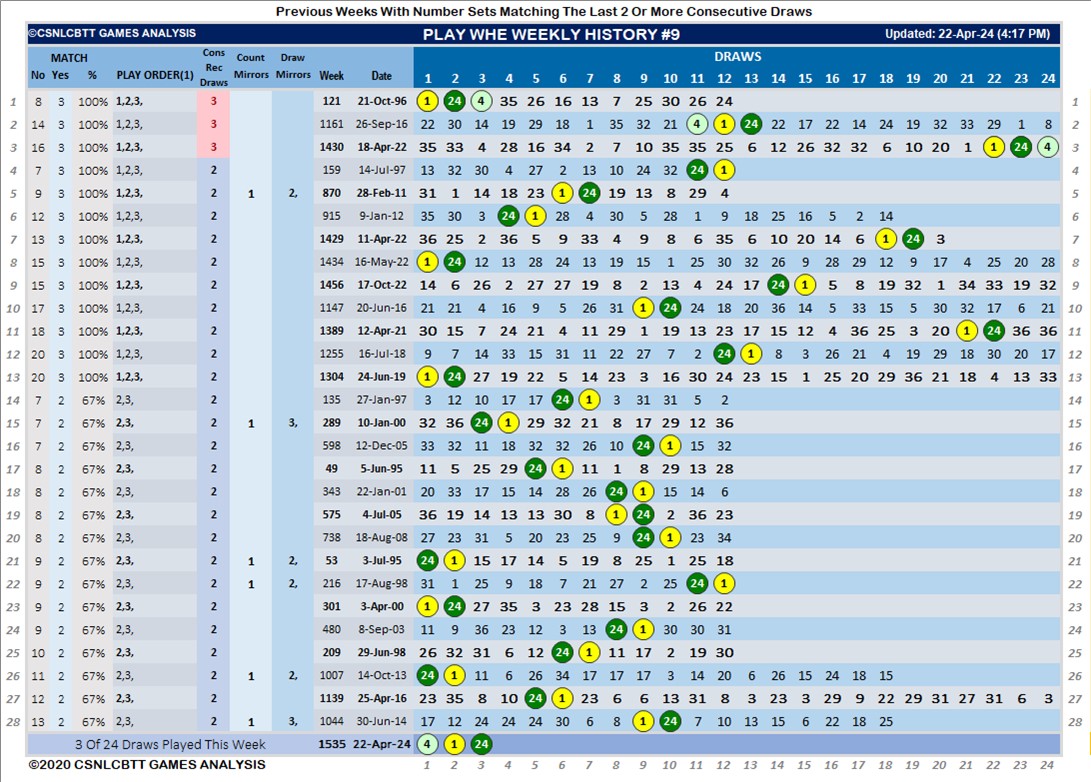 Previous Weeks With Number Sets Matching The Last 2 Or More Consecutive Draws
©CSNLCBTT GAMES ANALYSIS PLAY WHE WEEKLY HISTORY #9 Updated: 22-Apr-24 (4:17 PM)
MATCH Cons Rec Draws Count Mirrors Draw Mirrors DRAWS
No Yes % PLAY ORDER(1) Week Date 1 2 3 4 5 6 7 8 9 10 11 12 13 14 15 16 17 18 19 20 21 22 23 24
1 8 3 100% 1,2,3, 3 121 21-Oct-96 1 24 4 35 26 16 13 7 25 30 26 24 1
2 14 3 100% 1,2,3, 3 1161 26-Sep-16 22 30 14 19 29 18 1 35 32 21 4 1 24 22 17 22 14 24 19 32 33 29 1 8 2
3 16 3 100% 1,2,3, 3 1430 18-Apr-22 35 33 4 28 16 34 2 7 10 35 35 25 6 12 26 32 32 6 10 20 1 1 24 4 3
4 7 3 100% 1,2,3, 2 159 14-Jul-97 13 32 30 4 27 2 13 10 24 32 24 1 4
5 9 3 100% 1,2,3, 2 1 2, 870 28-Feb-11 31 1 14 18 23 1 24 19 13 8 29 4 5
6 12 3 100% 1,2,3, 2 915 9-Jan-12 35 30 3 24 1 28 4 30 5 28 1 9 18 25 16 5 2 14 6
7 13 3 100% 1,2,3, 2 1429 11-Apr-22 36 25 2 36 5 9 33 4 9 8 6 35 6 10 20 14 6 1 24 3 7
8 15 3 100% 1,2,3, 2 1434 16-May-22 1 24 12 13 28 24 13 19 15 1 25 30 32 26 9 28 29 12 9 17 4 25 20 28 8
9 15 3 100% 1,2,3, 2 1456 17-Oct-22 14 6 26 2 27 27 19 8 2 13 4 24 17 24 1 5 8 19 32 1 34 33 19 32 9
10 17 3 100% 1,2,3, 2 1147 20-Jun-16 21 21 4 16 9 5 26 31 1 24 24 18 20 36 14 5 33 15 5 30 32 17 6 21 10
11 18 3 100% 1,2,3, 2 1389 12-Apr-21 30 15 7 24 21 4 11 29 1 19 13 23 17 15 12 4 36 25 3 20 1 24 36 36 11
12 20 3 100% 1,2,3, 2 1255 16-Jul-18 9 7 14 33 15 31 11 22 27 7 2 24 1 8 3 26 21 4 19 29 18 30 20 17 12
13 20 3 100% 1,2,3, 2 1304 24-Jun-19 1 24 27 19 22 5 14 23 3 16 30 24 23 15 1 25 20 29 36 21 18 4 13 33 13
14 7 2 67% 2,3, 2 135 27-Jan-97 3 12 10 17 17 24 1 3 31 31 5 2 14
15 7 2 67% 2,3, 2 1 3, 289 10-Jan-00 32 36 24 1 29 32 21 8 17 29 12 36 15
16 7 2 67% 2,3, 2 598 12-Dec-05 33 32 11 18 32 32 26 10 24 1 15 32 16
17 8 2 67% 2,3, 2 49 5-Jun-95 11 5 25 29 24 1 11 1 8 29 13 28 17
18 8 2 67% 2,3, 2 343 22-Jan-01 20 33 17 15 14 28 26 24 1 15 14 6 18
19 8 2 67% 2,3, 2 575 4-Jul-05 36 19 14 13 13 30 8 1 24 2 36 23 19
20 8 2 67% 2,3, 2 738 18-Aug-08 27 23 31 5 20 23 25 9 24 1 23 34 20
21 9 2 67% 2,3, 2 1 2, 53 3-Jul-95 24 1 15 17 14 5 19 8 25 1 25 18 21
22 9 2 67% 2,3, 2 1 2, 216 17-Aug-98 31 1 25 9 18 7 21 27 2 25 24 1 22
23 9 2 67% 2,3, 2 301 3-Apr-00 1 24 27 35 3 23 28 15 3 2 26 22 23
24 9 2 67% 2,3, 2 480 8-Sep-03 11 9 36 23 12 3 13 24 1 30 30 31 24
25 10 2 67% 2,3, 2 209 29-Jun-98 26 32 31 6 12 24 1 11 17 2 19 30 25
26 11 2 67% 2,3, 2 1 2, 1007 14-Oct-13 24 1 11 6 26 34 17 17 17 3 14 20 6 26 15 24 18 15 26
27 12 2 67% 2,3, 2 1139 25-Apr-16 23 35 8 10 24 1 23 6 6 13 31 8 3 23 3 29 9 22 29 31 27 31 6 3 27
28 13 2 67% 2,3, 2 1 3, 1044 30-Jun-14 17 12 24 24 24 30 6 8 1 24 7 10 13 15 6 22 18 25 28
3 Of 24 Draws Played This Week 1535 22-Apr-24 4 1 24
©2020 CSNLCBTT GAMES ANALYSIS 1 2 3 4 5 6 7 8 9 10 11 12 13 14 15 16 17 18 19 20 21 22 23 24